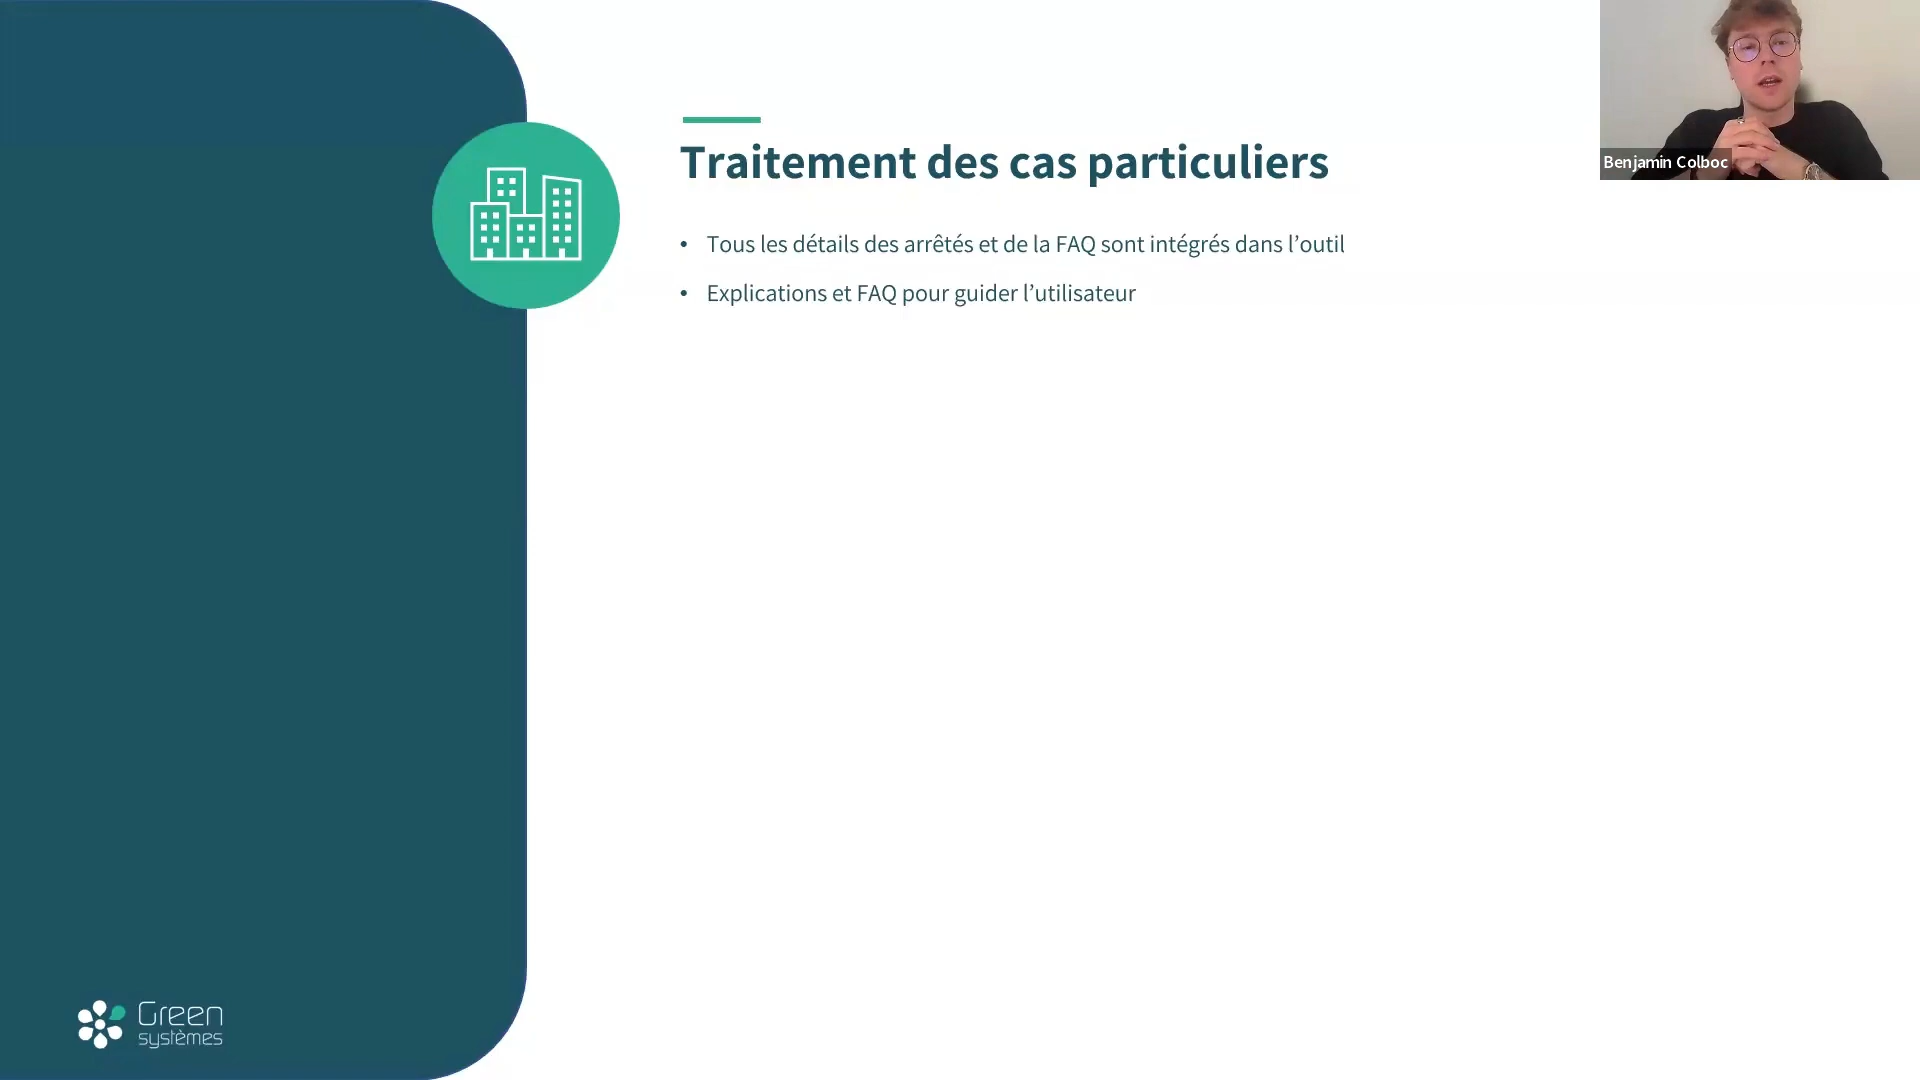 Traitement des cas particuliers
• Tous les détails des arrêtés et de la FAQ sont intégrés dans l’outil
• Explications et FAQ pour guider l’utilisateur
Benjamin Colboc
Green
systèmes